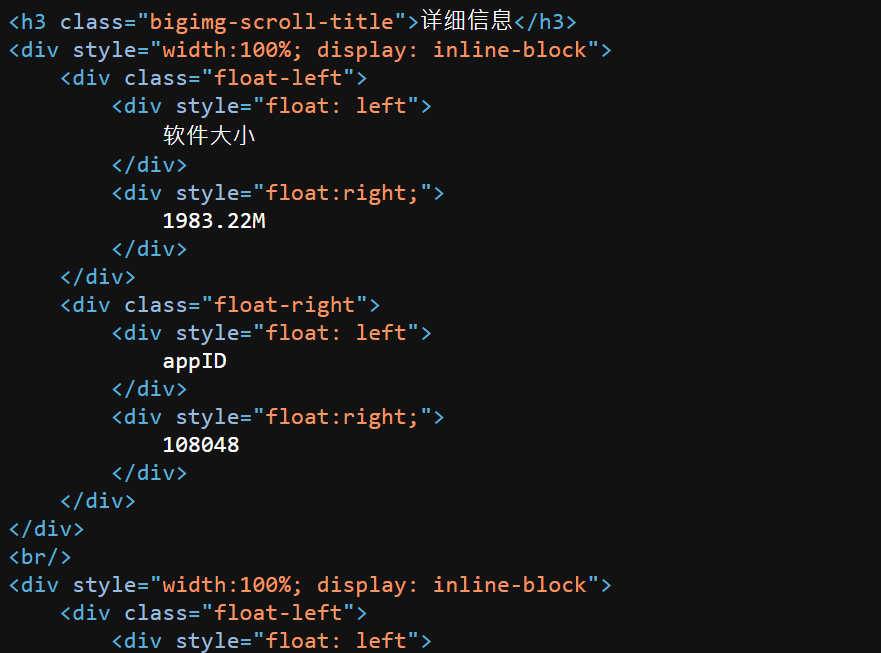 <h3 class="bigimg-scroll-title">详细信息</h3>
<div style="width:100%; display: inline-block">
    <div class="float-left">
        <div style="float: left">
            软件大小
        </div>
        <div style="float:right;">
            1983.22M
        </div>
    </div>
    <div class="float-right">
        <div style="float: left">
            appID
        </div>
        <div style="float:right;">
            108048
        </div>
    </div>
</div>
<br/>
<div style="width:100%; display: inline-block">
    <div class="float-left">
        <div style="float: left">